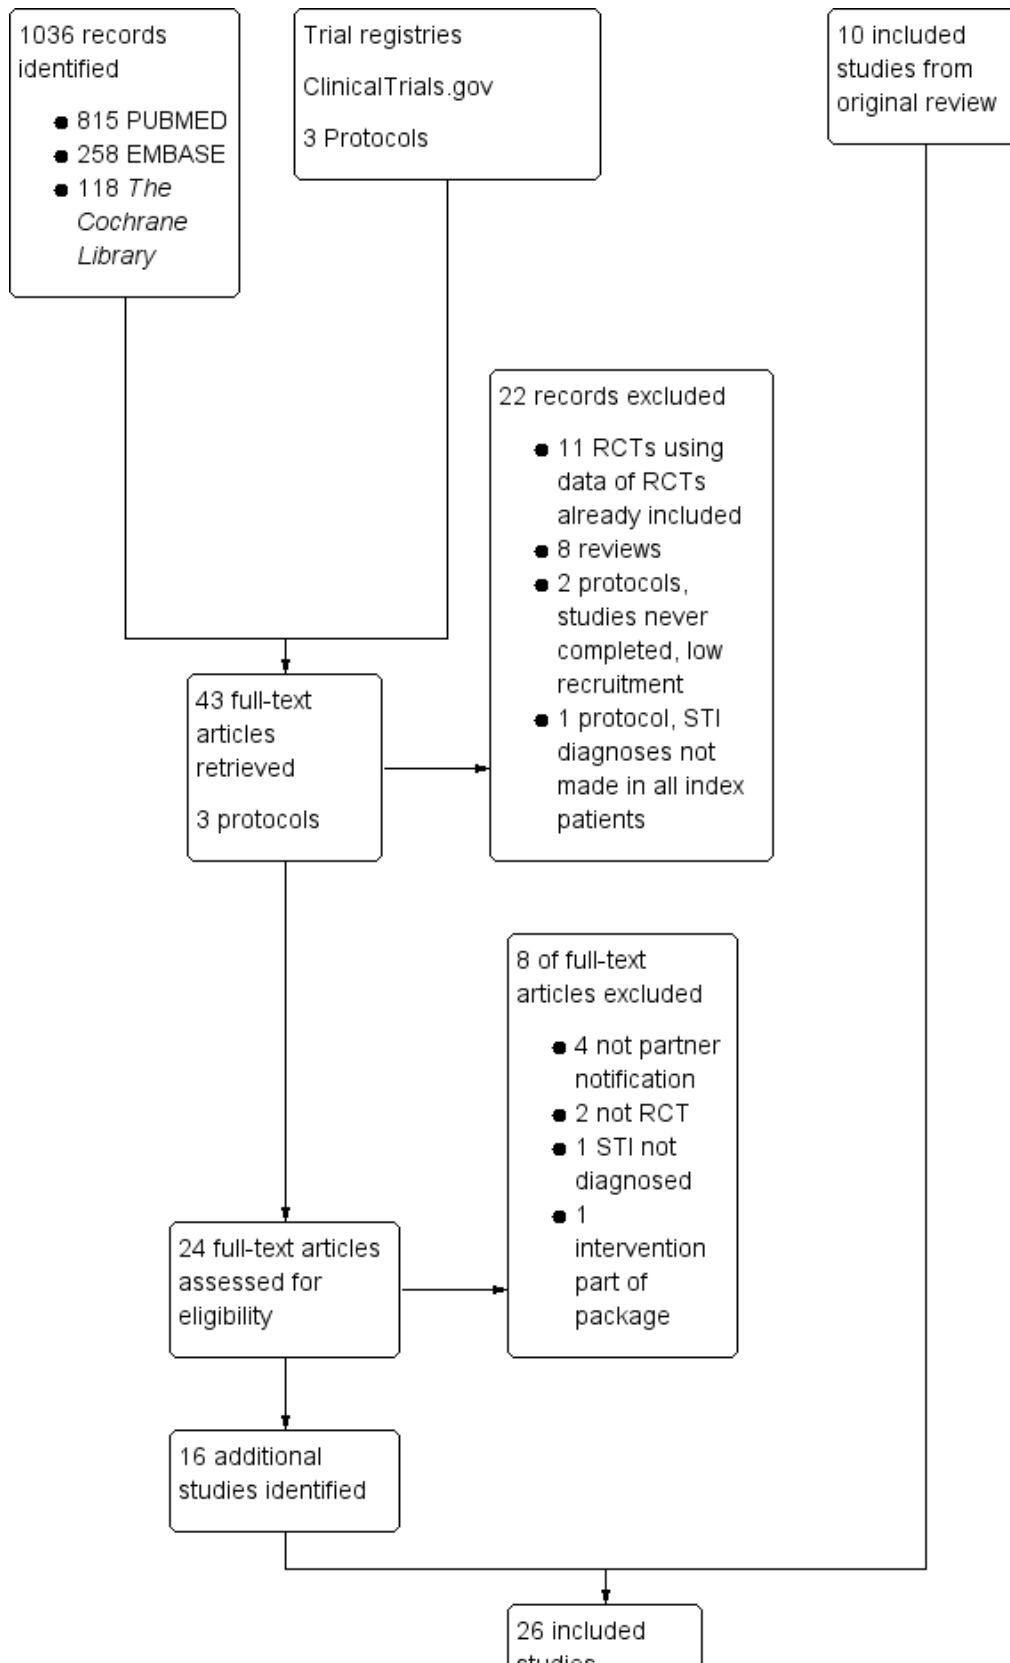 1036 records
identified
● 815 PUBMED
● 258 EMBASE
● 118 The
Cochrane
Library
Trial registries
ClinicalTrials.gov
3 Protocols
10 included
studies from
original review
22 records excluded
● 11 RCTs using
data of RCTs
already included
● 8 reviews
● 2 protocols,
studies never
completed, low
recruitment
● 1 protocol, STI
diagnoses not
made in all index
patients
43 full-text
articles
retrieved
3 protocols
8 of full-text
articles excluded
● 4 not partner
notification
● 2 not RCT
● 1 STI not
diagnosed
● 1
intervention
part of
package
24 full-text articles
assessed for
eligibility
16 additional
studies identified
26 included
studies